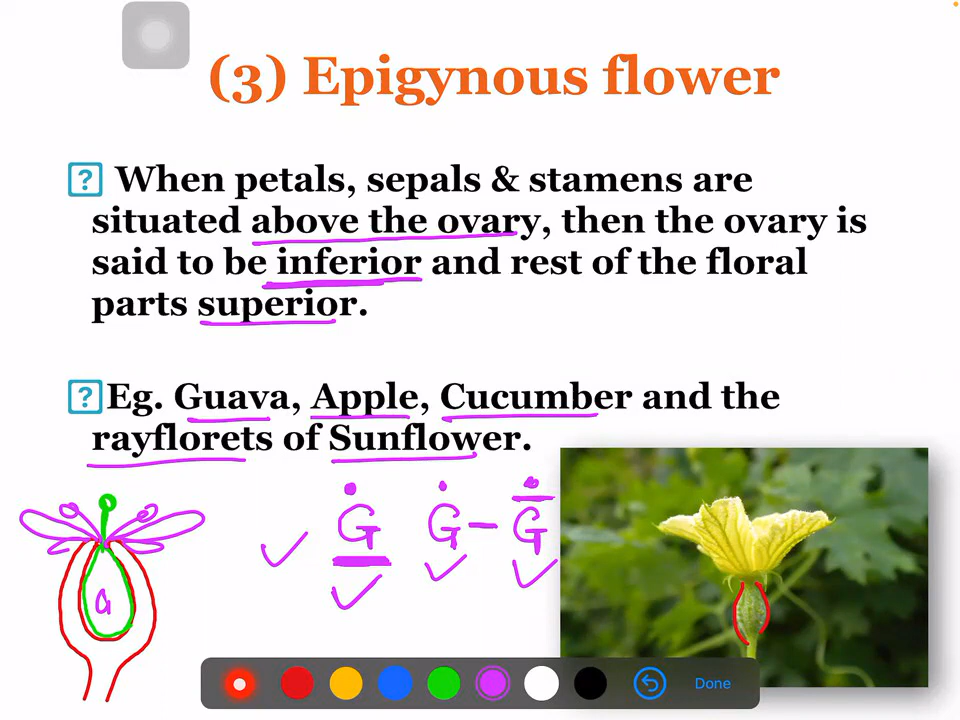 (3) Epigynous flower
? When petals, sepals & stamens are
situated above the ovary, then the ovary is
said to be inferior and rest of the floral
parts superior.
? Eg. Guava, Apple, Cucumber and the
rayflorets of Sunflower.
G G - G
G
Done